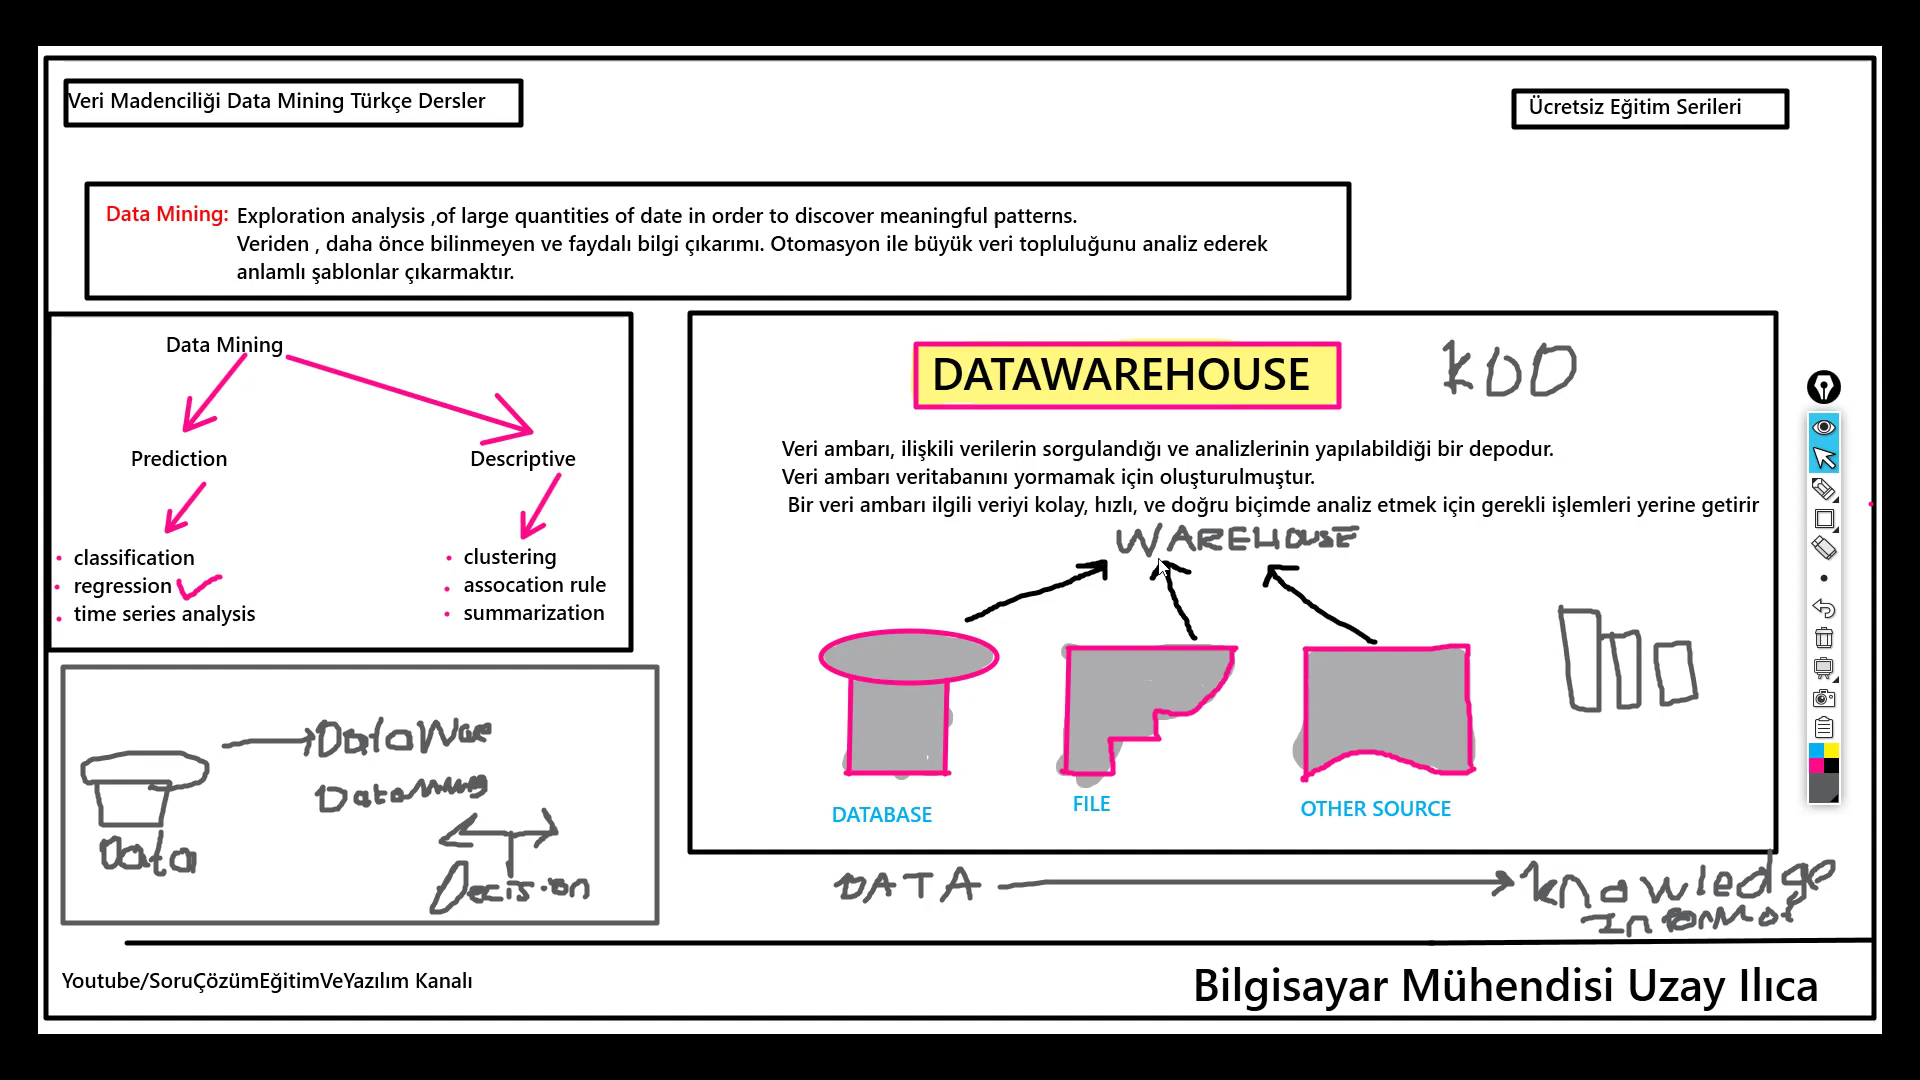 Veri Madenciliği Data Mining Türkçe Dersler
Ücretsiz Eğitim Serileri
Data Mining: Exploration analysis ,of large quantities of date in order to discover meaningful patterns.
Veriden , daha önce bilinmeyen ve faydalı bilgi çıkarımı. Otomasyon ile büyük veri topluluğunu analiz ederek
anlamlı şablonlar çıkarmaktır.
Data Mining
Prediction
Descriptive
classification
regression
time series analysis
clustering
assocation rule
summarization
DATAWAREHOUSE
KDD
Veri ambarı, ilişkili verilerin sorgulandığı ve analizlerinin yapılabildiği bir depodur.
Veri ambarı veritabanını yormamak için oluşturulmuştur.
Bir veri ambarı ilgili veriyi kolay, hızlı, ve doğru biçimde analiz etmek için gerekli işlemleri yerine getirir
WAREHOUSE
DATABASE
FILE
OTHER SOURCE
Data
Decision
DATA
Knowledge
Youtube/SoruÇözümEğitimVeYazılım Kanalı
Bilgisayar Mühendisi Uzay Ilıca